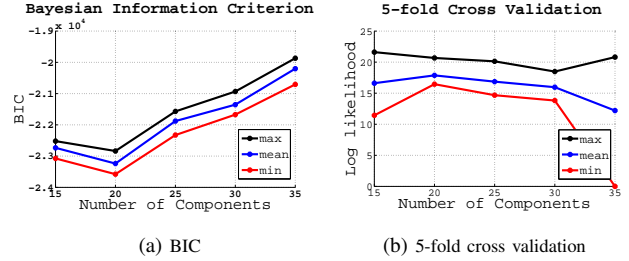 Bayesian Information Criterion
x 10⁴
-1.9
-2
-2.1
-2.2
-2.3
-2.4
BIC
max
mean
min
15 20 25 30 35
Number of Components
(a) BIC
5-fold Cross Validation
25
20
15
10
5
0
Log likelihood
max
mean
min
15 20 25 30 35
Number of Components
(b) 5-fold cross validation